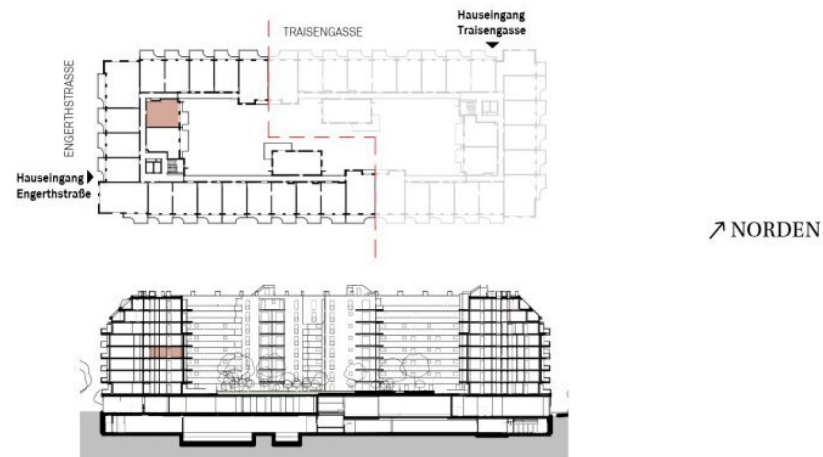 Hauseingang
Traisengasse
TRAISENGASSE
ENGERTHSTRASSE
Hauseingang
Engerthstraße
NORDEN